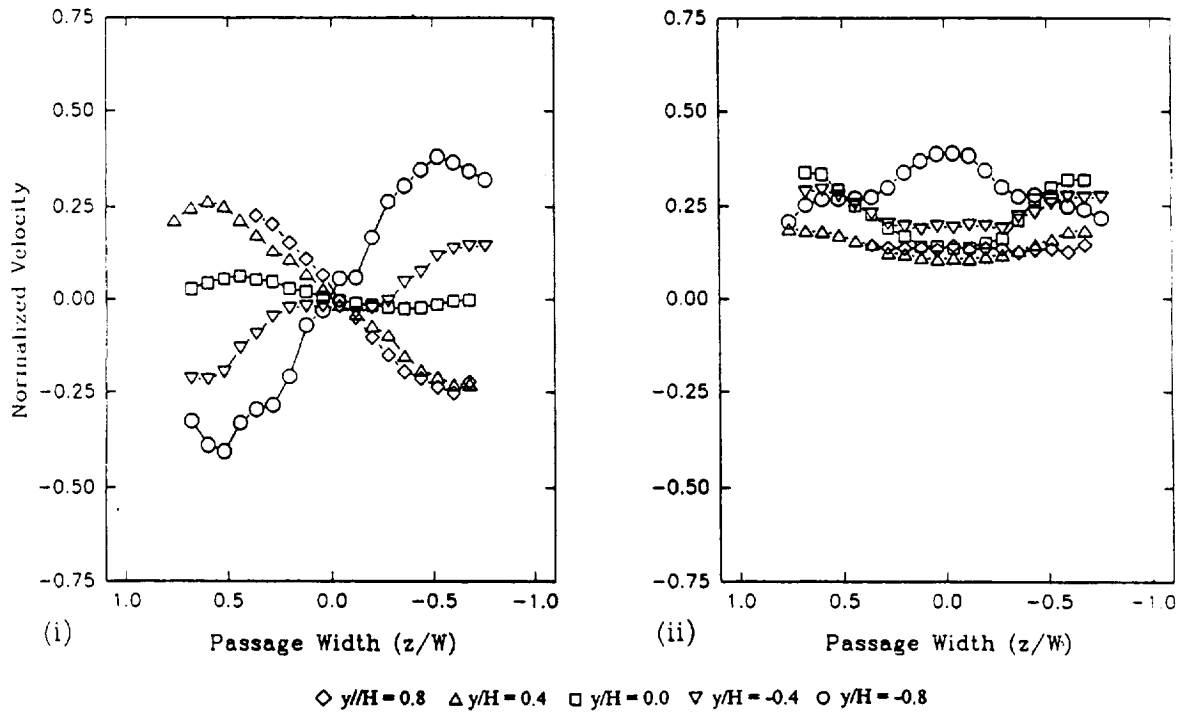 0.75
0.50
0.25
0.00
-0.25
-0.50
-0.75
Normalized Velocity
1.0 0.5 0.0 -0.5 -1.0
(i)
Passage Width (z/W)
0.75
0.50
0.25
0.00
-0.25
-0.50
-0.75
1.0 0.5 0.0 -0.5 -1.0
(ii)
Passage Width (z/W)
y//H = 0.8 y/H = 0.4 y/H = 0.0 y/H = -0.4 y/H = -0.8